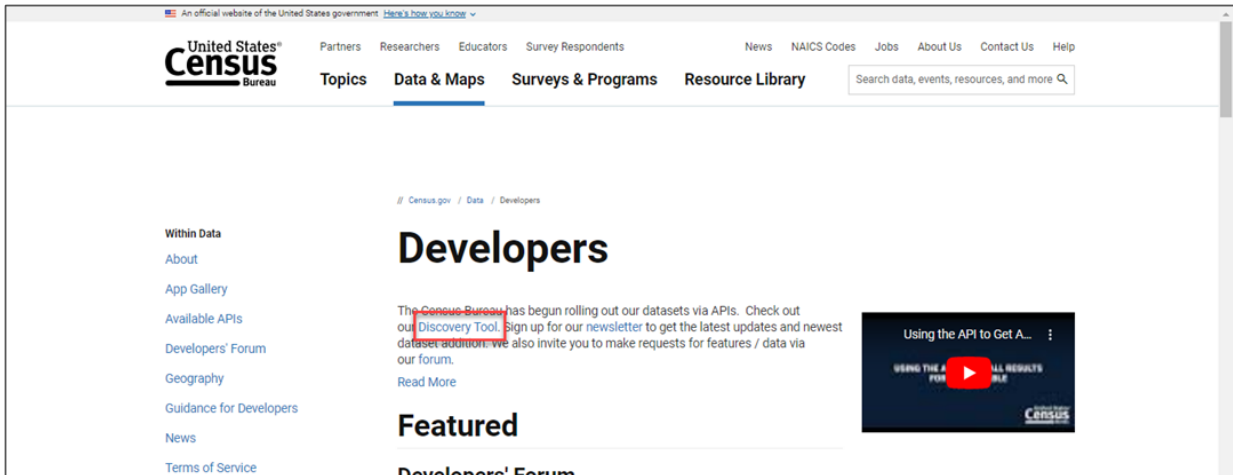 An official website of the United States government Here's how you know
United States®
Census
Bureau
Partners Researchers Educators Survey Respondents
News NAICS Codes Jobs About Us Contact Us Help
Topics Data & Maps Surveys & Programs Resource Library
Search data, events, resources, and more
// Census.gov / Data / Developers
Within Data
About
App Gallery
Available APIs
Developers' Forum
Geography
Guidance for Developers
News
Terms of Service
Developers
The Census Bureau has begun rolling out our datasets via APIs. Check out
our Discovery Tool. Sign up for our newsletter to get the latest updates and newest
dataset addition. We also invite you to make requests for features / data via
our forum.
Read More
Using the API to Get A...
USING THE
ALL RESULTS
Census
Featured
Developers' Forum